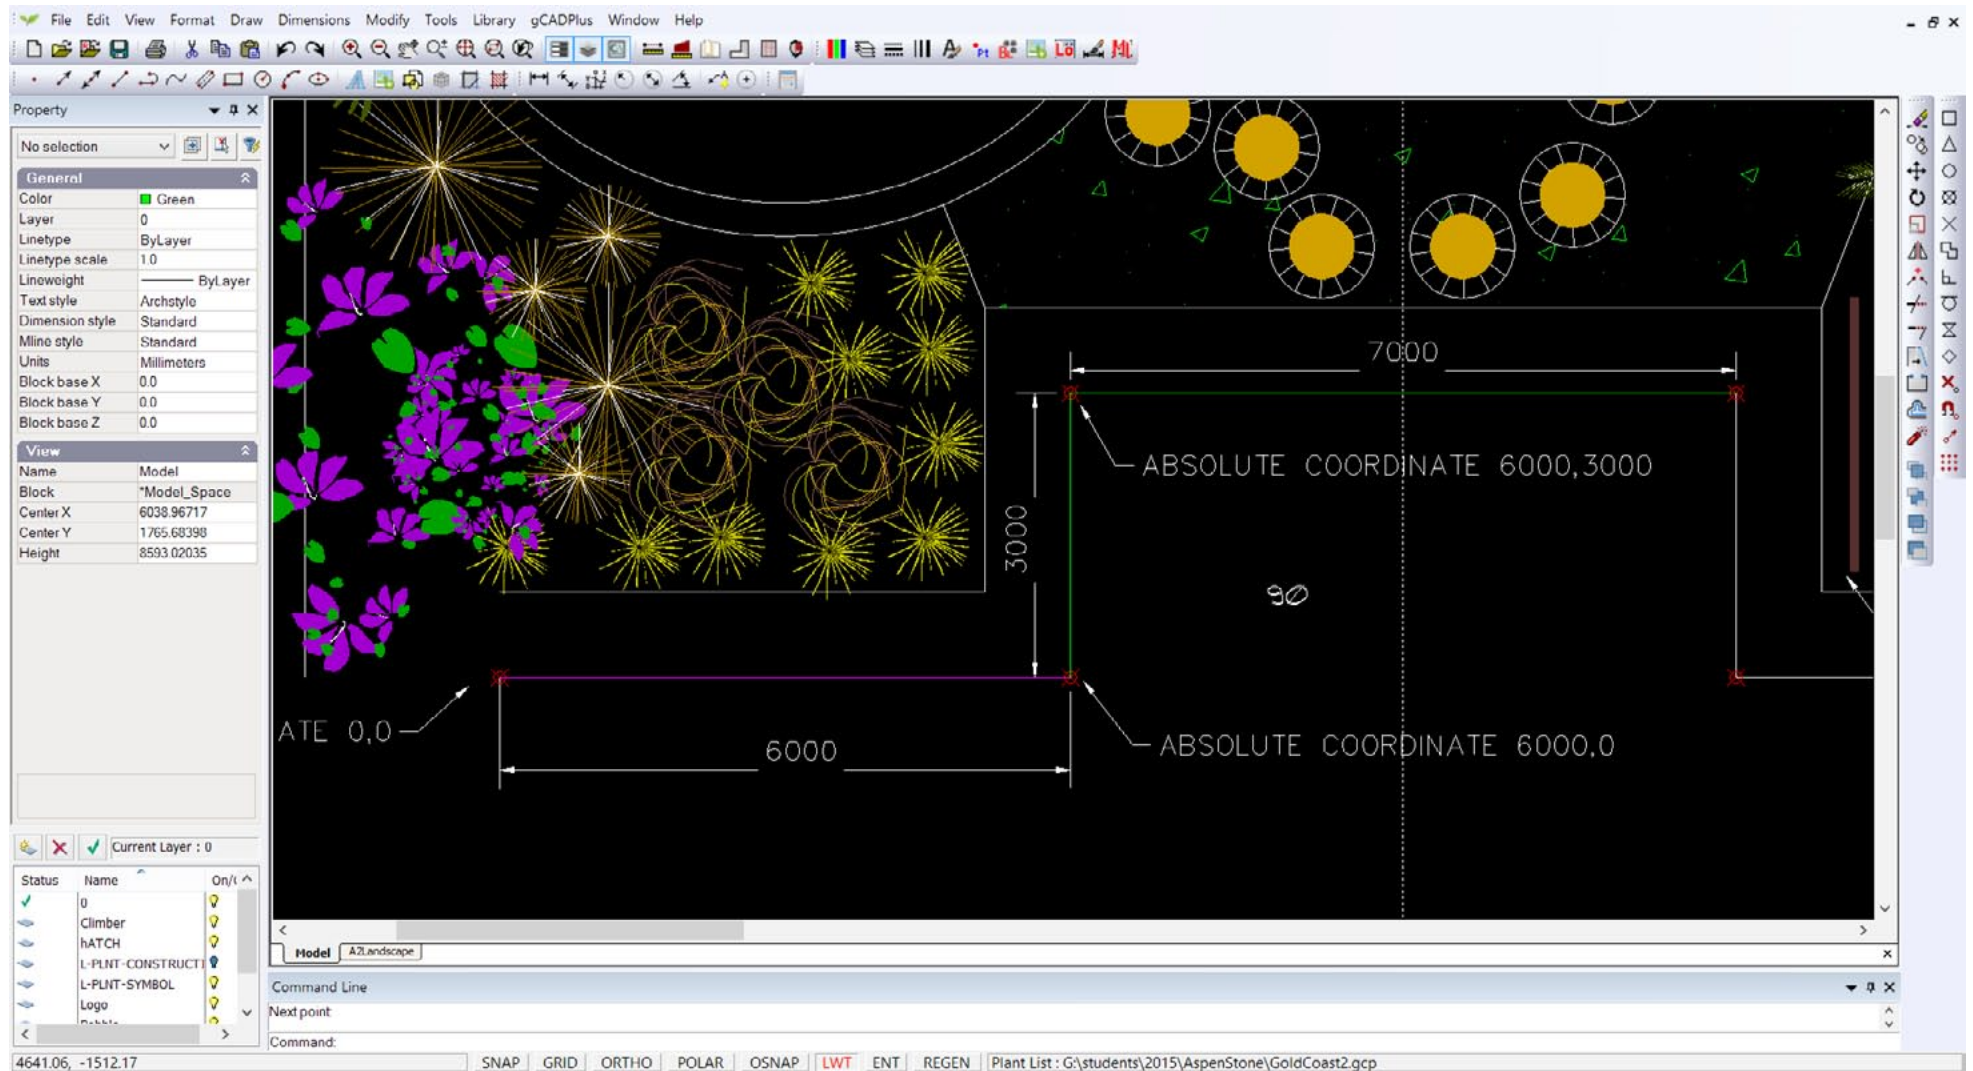 File Edit View Format Draw Dimensions Modify Tools Library gCADPlus Window Help
Property
No selection
General
Color Green
Layer 0
Linetype ByLayer
Linetype scale 1.0
Lineweight ByLayer
Text style Archstyle
Dimension style Standard
Mline style Standard
Units Millimeters
Block base X 0.0
Block base Y 0.0
Block base Z 0.0
View
Name Model
Block *Model_Space
Center X 6038.96717
Center Y 1765.68398
Height 8593.02035
Current Layer : 0
Status Name On/(
0
Climber
hATCH
L-PLNT-CONSTRUCTI
L-PLNT-SYMBOL
Logo
7000
ABSOLUTE COORDINATE 6000,3000
3000
90
ATE 0,0
6000
ABSOLUTE COORDINATE 6000,0
Model A2Landscape
Command Line
Next point:
Command:
4641.06, -1512.17 SNAP GRID ORTHO POLAR OSNAP LWT ENT REGEN Plant List : G:\students\2015\AspenStone\GoldCoast2.gcp